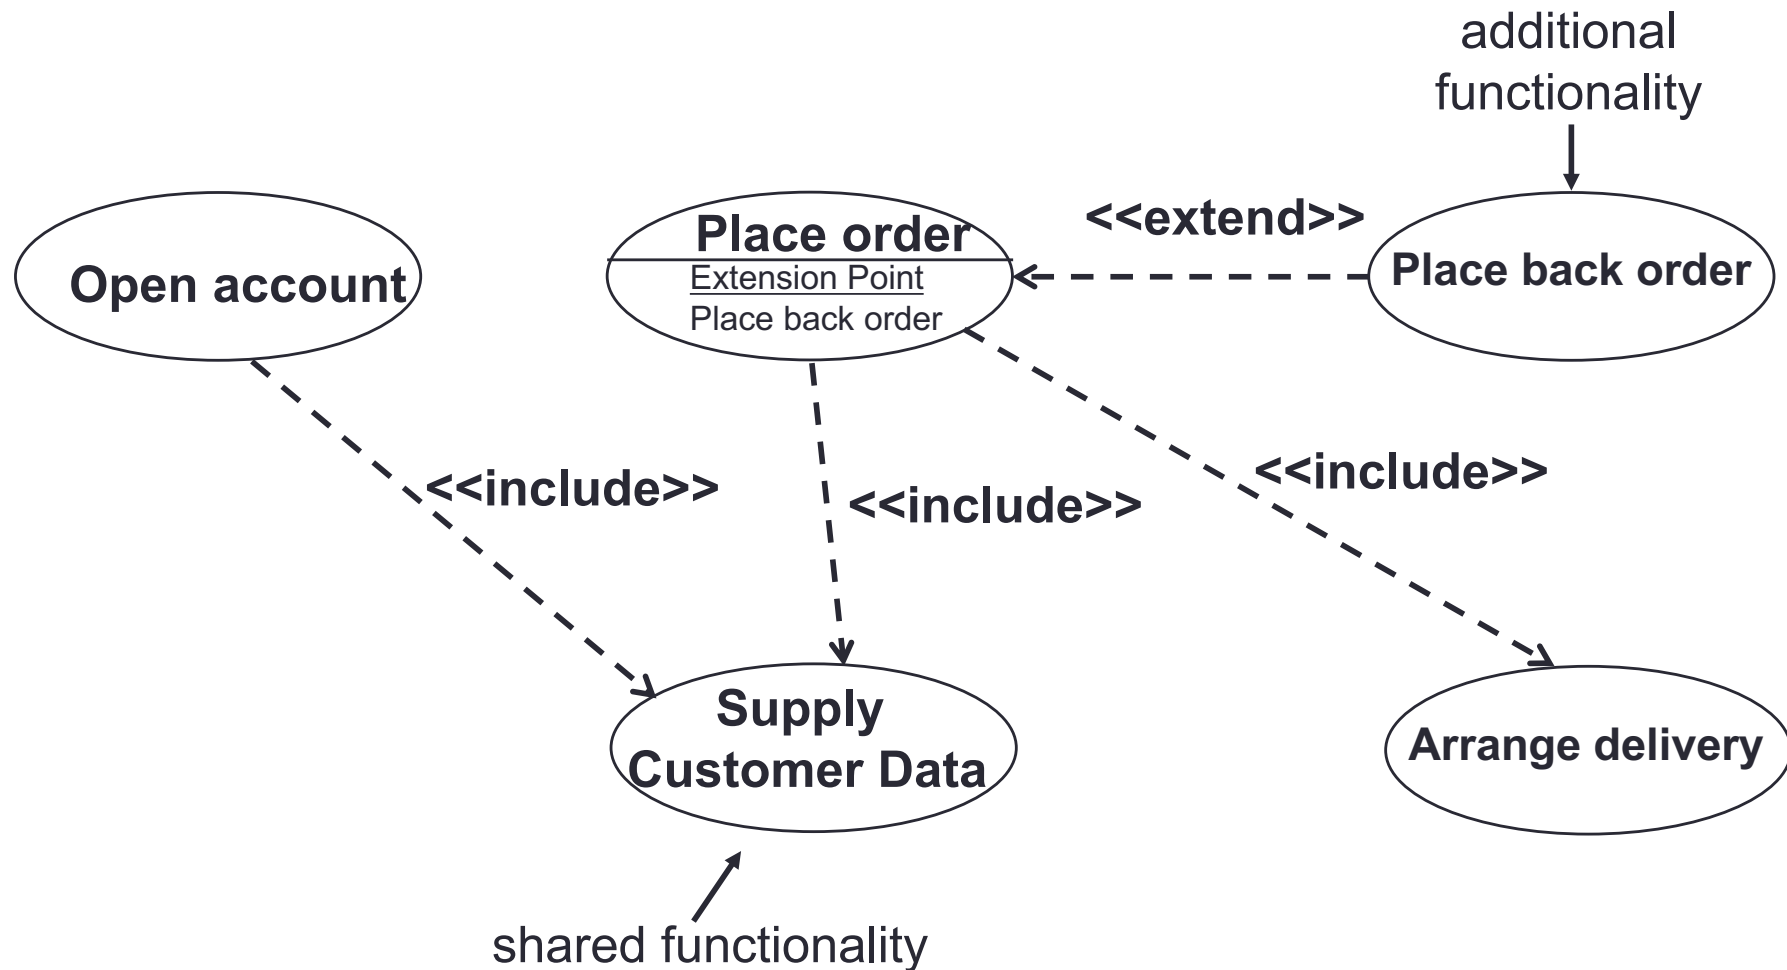 additional
functionality
<<extend>>
Open account
Place order
Extension Point
Place back order
Place back order
<<include>>
<<include>>
<<include>>
Supply
Customer Data
Arrange delivery
shared functionality